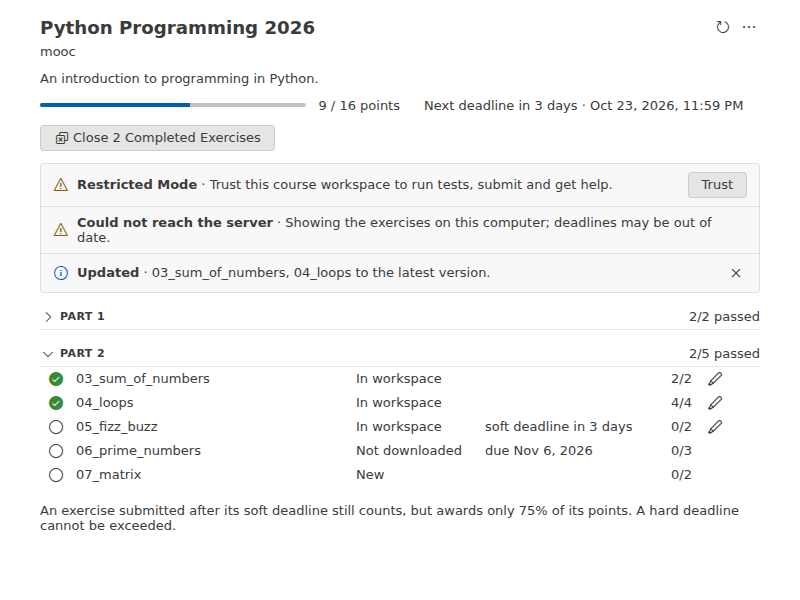 Python Programming 2026
mooc
An introduction to programming in Python.
9 / 16 points Next deadline in 3 days · Oct 23, 2026, 11:59 PM
Close 2 Completed Exercises
Restricted Mode · Trust this course workspace to run tests, submit and get help. Trust
Could not reach the server · Showing the exercises on this computer; deadlines may be out of
date.
Updated · 03_sum_of_numbers, 04_loops to the latest version.
PART 1 2/2 passed
PART 2 2/5 passed
03_sum_of_numbers In workspace 2/2
04_loops In workspace 4/4
05_fizz_buzz In workspace soft deadline in 3 days 0/2
06_prime_numbers Not downloaded due Nov 6, 2026 0/3
07_matrix New 0/2
An exercise submitted after its soft deadline still counts, but awards only 75% of its points. A hard deadline
cannot be exceeded.